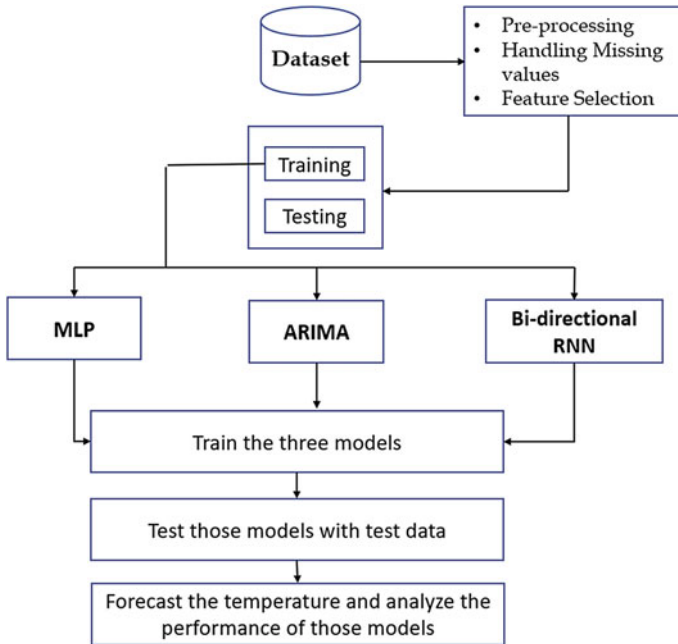 Dataset
• Pre-processing
• Handling Missing
values
• Feature Selection
Training
Testing
MLP
ARIMA
Bi-directional
RNN
Train the three models
Test those models with test data
Forecast the temperature and analyze the
performance of those models